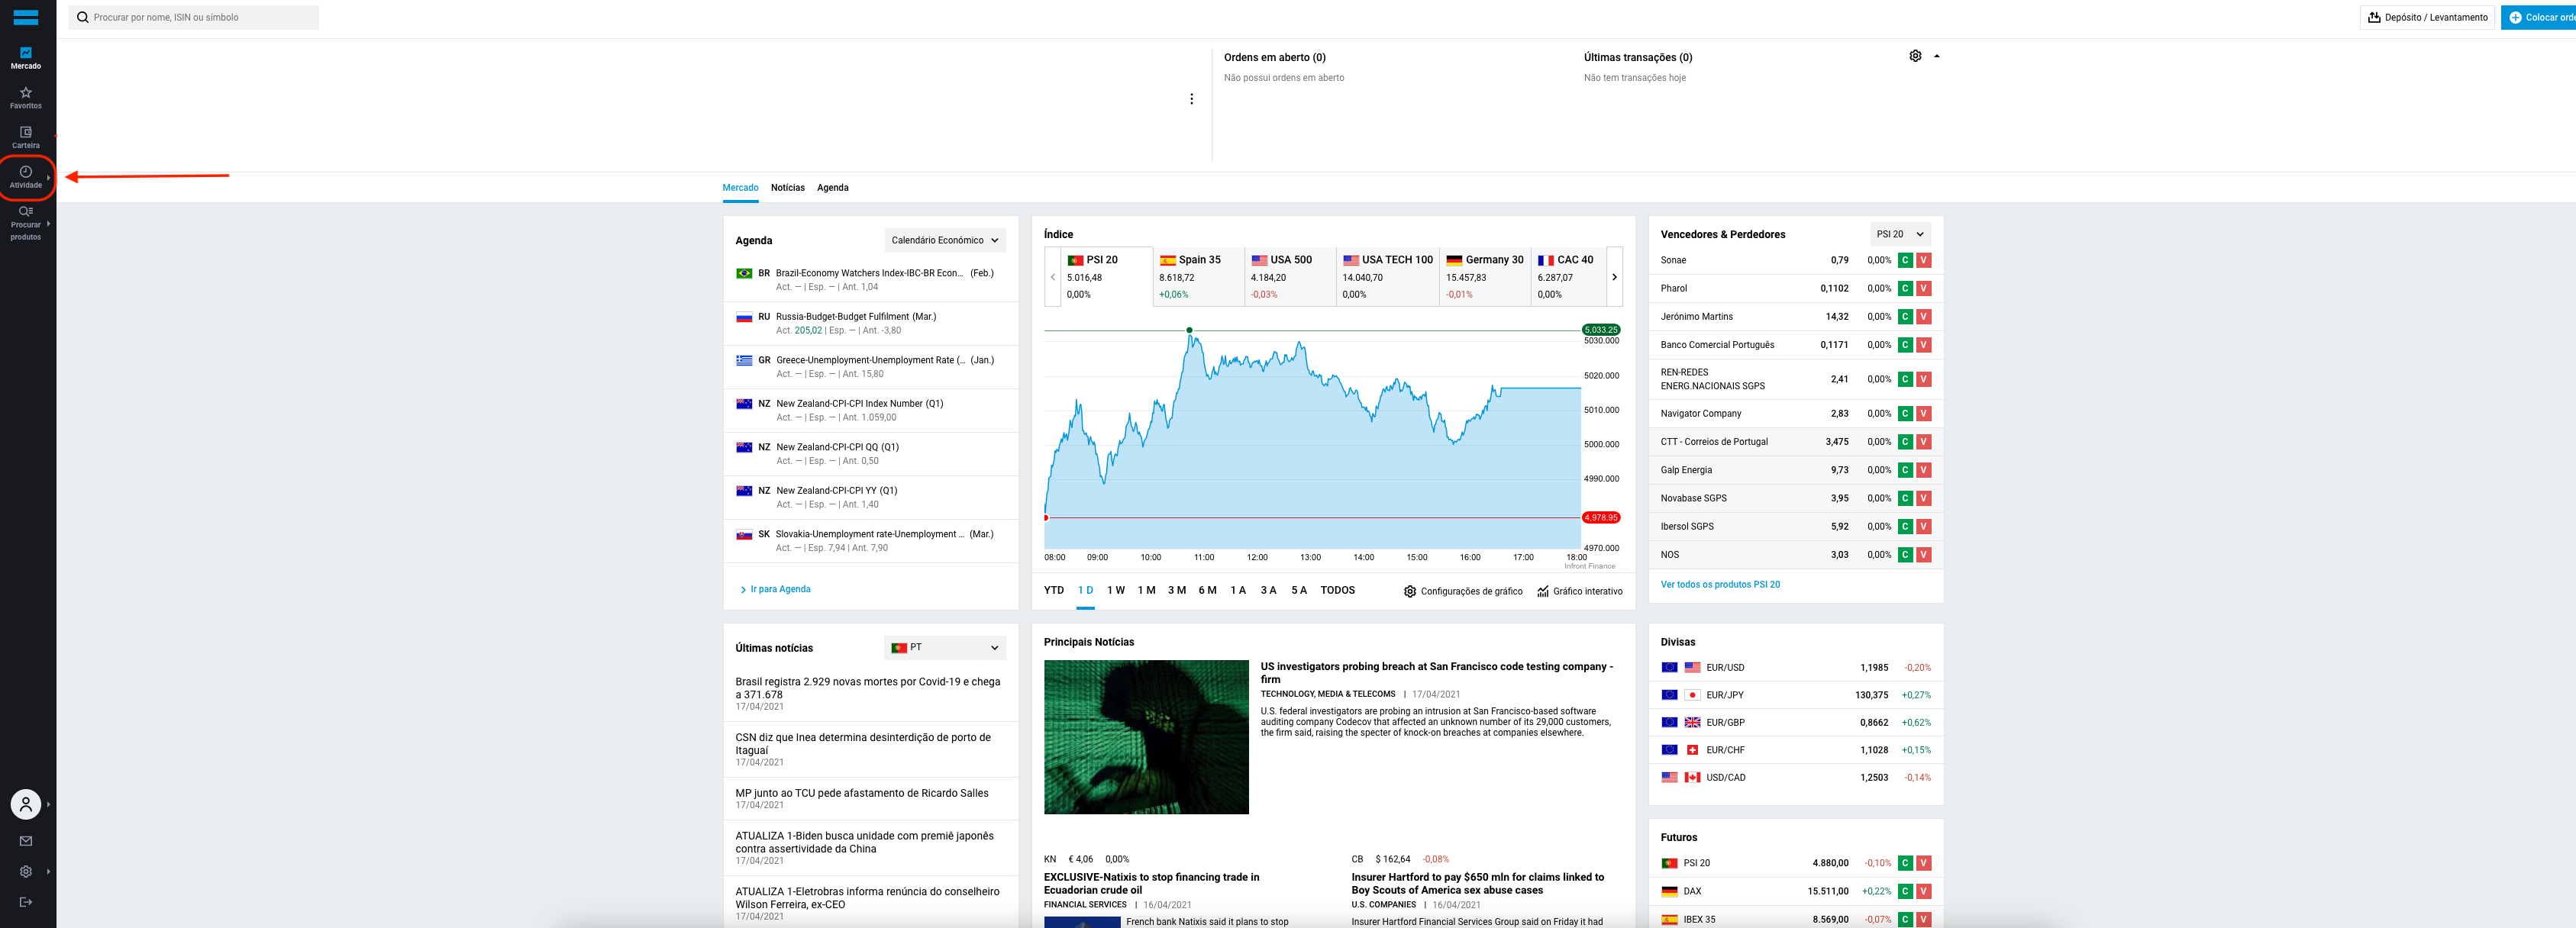 Procurar por nome, ISIN ou símbolo
Depósito / Levantamento
Colocar orde
Mercado
Favoritos
Carteira
Atividade
Procurar
produtos
Ordens em aberto (0)
Não possui ordens em aberto
Últimas transações (0)
Não tem transações hoje
Mercado Notícias Agenda
Agenda
Calendário Económico
BR Brazil-Economy Watchers Index-IBC-BR Econ... (Feb.)
Act. — | Esp. — | Ant. 1,04
RU Russia-Budget-Budget Fulfilment (Mar.)
Act. 205,02 | Esp. — | Ant. -3,80
GR Greece-Unemployment-Unemployment Rate (... (Jan.)
Act. — | Esp. — | Ant. 15,80
NZ New Zealand-CPI-CPI Index Number (Q1)
Act. — | Esp. — | Ant. 1.059,00
NZ New Zealand-CPI-CPI QQ (Q1)
Act. — | Esp. — | Ant. 0,50
NZ New Zealand-CPI-CPI YY (Q1)
Act. — | Esp. — | Ant. 1,40
SK Slovakia-Unemployment rate-Unemployment ... (Mar.)
Act. — | Esp. 7,94 | Ant. 7,90
Ir para Agenda
Índice
PSI 20
5.016,48
0,00%
Spain 35
8.618,72
+0,06%
USA 500
4.184,20
-0,03%
USA TECH 100
14.040,70
0,00%
Germany 30
15.457,83
-0,01%
CAC 40
6.287,07
0,00%
5,033.25
5030.000
5020.000
5010.000
5000.000
4990.000
4,978.95
4970.000
08:00 09:00 10:00 11:00 12:00 13:00 14:00 15:00 16:00 17:00 18:00
Infront Finance
YTD 1 D 1 W 1 M 3 M 6 M 1 A 3 A 5 A TODOS
Configurações de gráfico
Gráfico interativo
Vencedores & Perdedores
PSI 20
Sonae 0,79 0,00% C V
Pharol 0,1102 0,00% C V
Jerónimo Martins 14,32 0,00% C V
Banco Comercial Português 0,1171 0,00% C V
REN-REDES
ENERG.NACIONAIS SGPS 2,41 0,00% C V
Navigator Company 2,83 0,00% C V
CTT - Correios de Portugal 3,475 0,00% C V
Galp Energia 9,73 0,00% C V
Novabase SGPS 3,95 0,00% C V
Ibersol SGPS 5,92 0,00% C V
NOS 3,03 0,00% C V
Ver todos os produtos PSI 20
Últimas notícias
PT
Brasil registra 2.929 novas mortes por Covid-19 e chega
a 371.678
17/04/2021
CSN diz que Inea determina desinterdição de porto de
Itaguaí
17/04/2021
MP junto ao TCU pede afastamento de Ricardo Salles
17/04/2021
ATUALIZA 1-Biden busca unidade com premiê japonês
contra assertividade da China
17/04/2021
ATUALIZA 1-Eletrobras informa renúncia do conselheiro
Wilson Ferreira, ex-CEO
17/04/2021
Principais Notícias
US investigators probing breach at San Francisco code testing company -
firm
TECHNOLOGY, MEDIA & TELECOMS | 17/04/2021
U.S. federal investigators are probing an intrusion at San Francisco-based software
auditing company Codecov that affected an unknown number of its 29,000 customers,
the firm said, raising the specter of knock-on breaches at companies elsewhere.
KN € 4,06 0,00%
EXCLUSIVE-Natixis to stop financing trade in
Ecuadorian crude oil
FINANCIAL SERVICES | 16/04/2021
French bank Natixis said it plans to stop
CB $ 162,64 -0,08%
Insurer Hartford to pay $650 mln for claims linked to
Boy Scouts of America sex abuse cases
U.S. COMPANIES | 16/04/2021
Insurer Hartford Financial Services Group said on Friday it had
Divisas
EUR/USD 1,1985 -0,20%
EUR/JPY 130,375 +0,27%
EUR/GBP 0,8662 +0,62%
EUR/CHF 1,1028 +0,15%
USD/CAD 1,2503 -0,14%
Futuros
PSI 20 4.880,00 -0,10% C V
DAX 15.511,00 +0,22% C V
IBEX 35 8.569,00 -0,07% C V